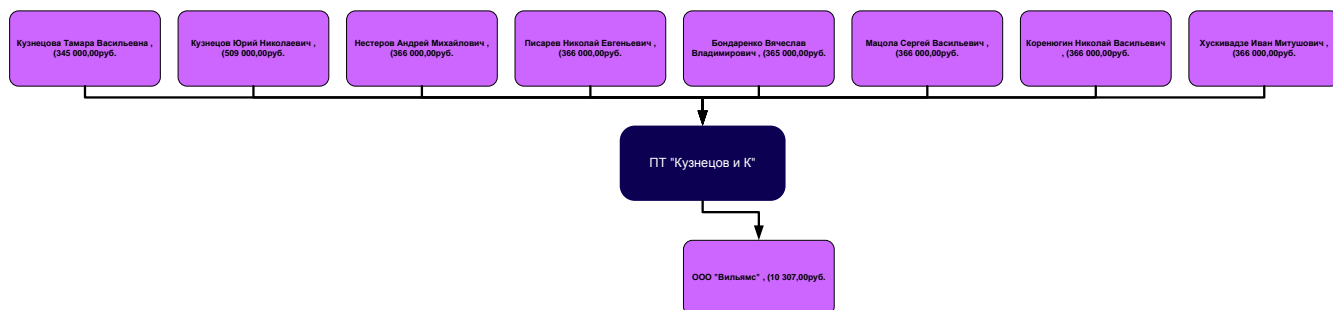 Кузнецова Тамара Васильевна ,
(345 000,00руб.
Кузнецов Юрий Николаевич ,
(509 000,00руб.
Нестеров Андрей Михайлович ,
(366 000,00руб.
Писарев Николай Евгеньевич ,
(366 000,00руб.
Бондаренко Вячеслав
Владимирович , (365 000,00руб.
Мацола Сергей Васильевич ,
(366 000,00руб.
Коренюгин Николай Васильевич
, (366 000,00руб.
Хускивадзе Иван Митушович ,
(366 000,00руб.
ПТ "Кузнецов и К"
ООО "Вильямс" , (10 307,00руб.